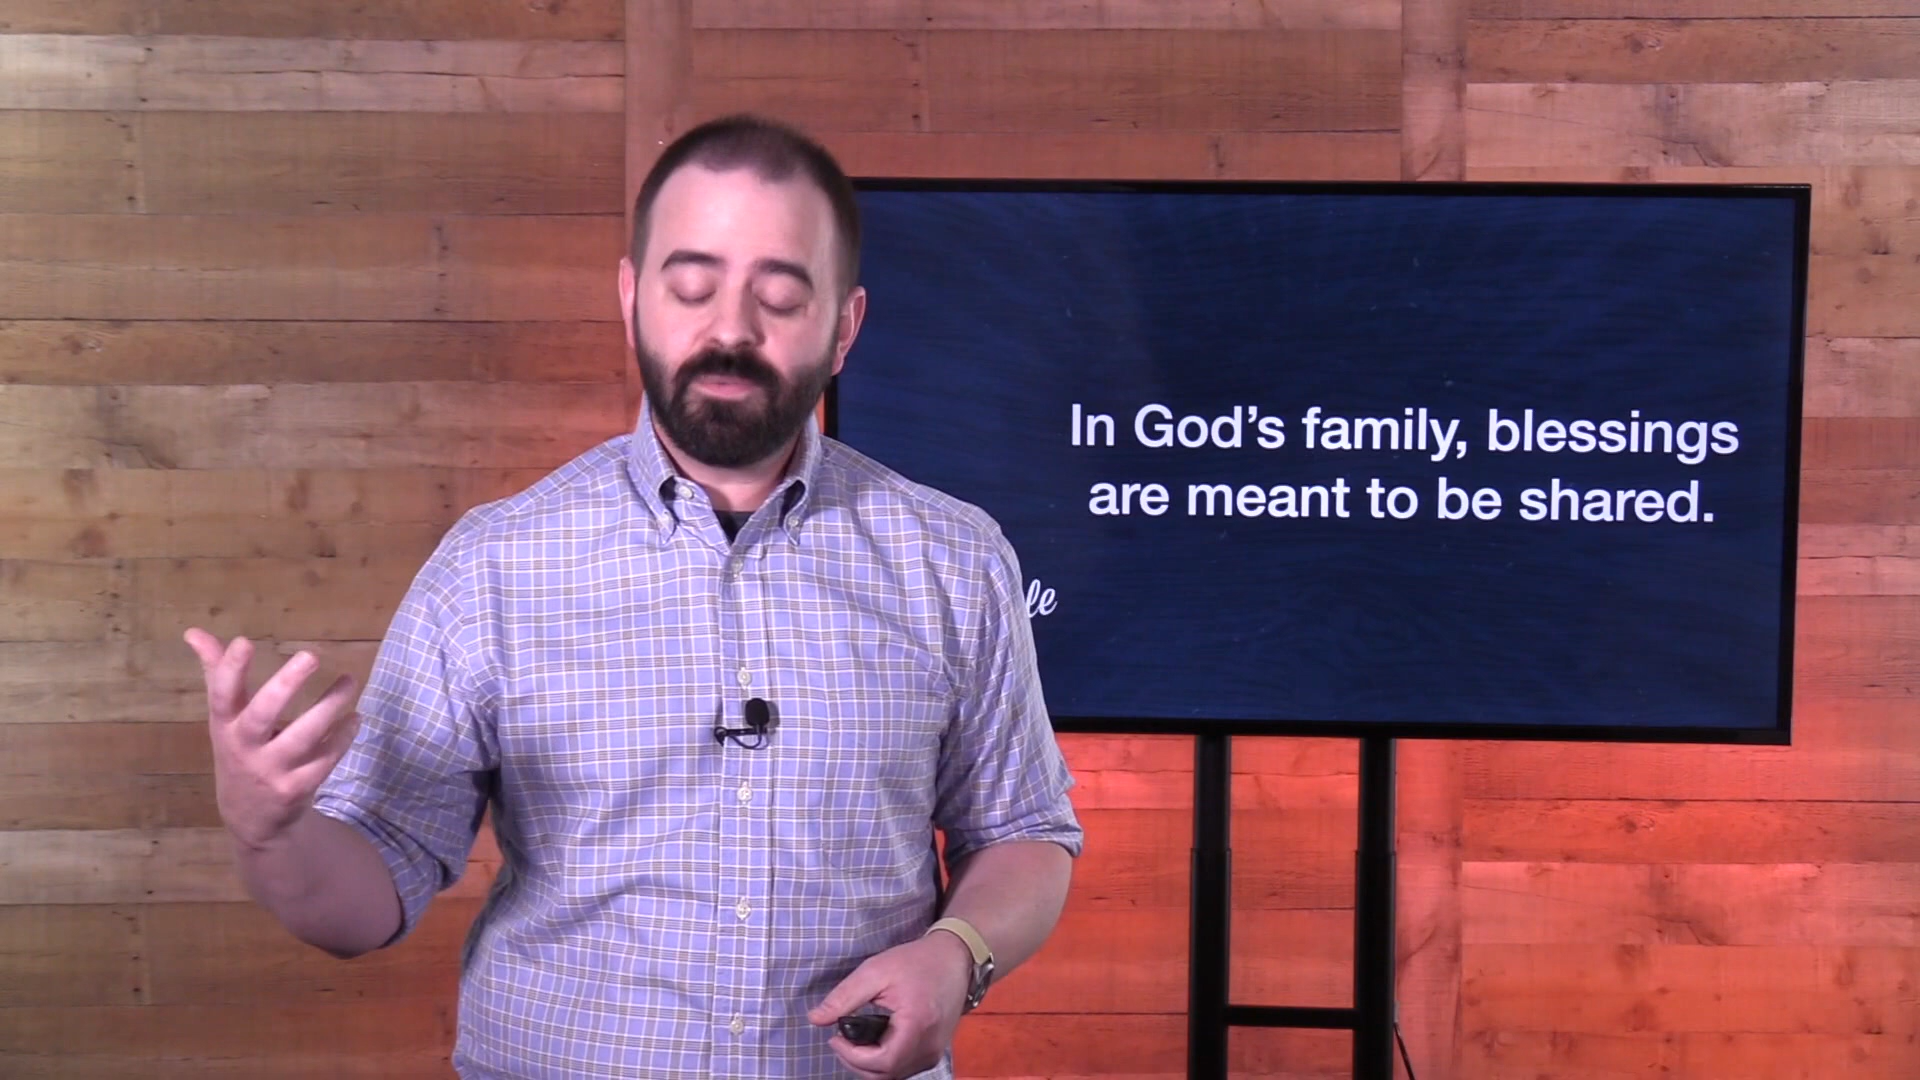 In God’s family, blessings
are meant to be shared.